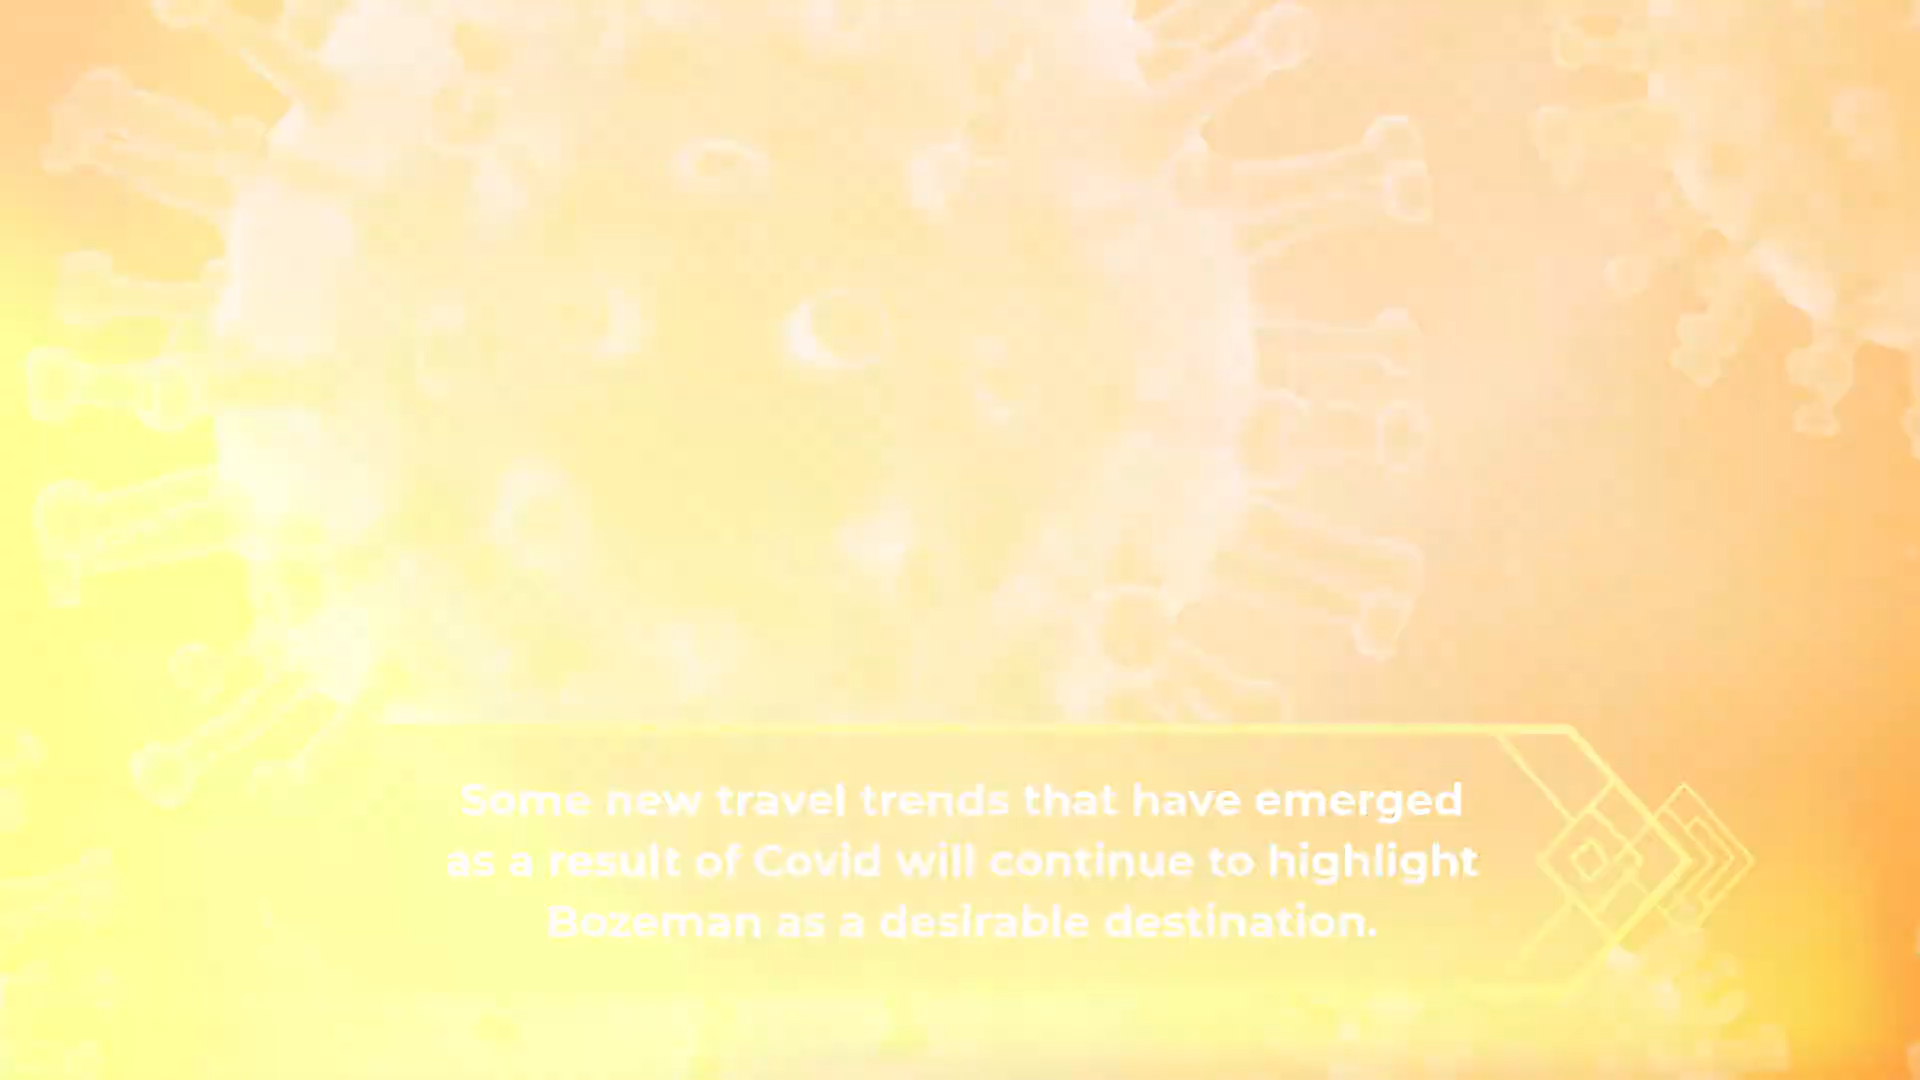 Some new travel trends that have emerged
as a result of Covid will continue to highlight
Bozeman as a desirable destination.